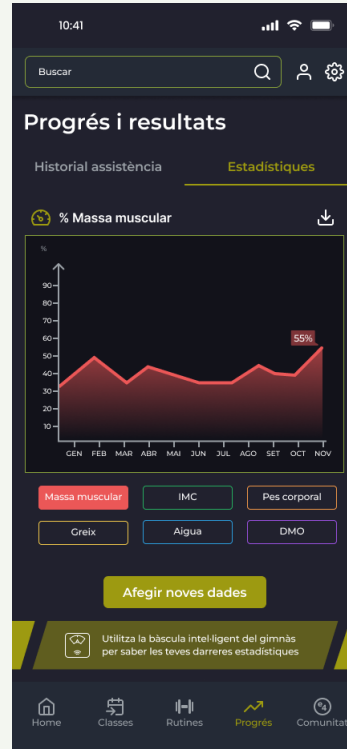 10:41
Buscar
Progrés i resultats
Historial assistència
Estadístiques
% Massa muscular
%
90
80
70
60
50
40
30
20
10
55%
GEN FEB MAR ABR MAI JUN JUL AGO SET OCT NOV
Massa muscular
IMC
Pes corporal
Greix
Aigua
DMO
Afegir noves dades
Utilitza la bàscula intel·ligent del gimnàs
per saber les teves darreres estadístiques
Home
Classes
Rutines
Progrés
Comunitat